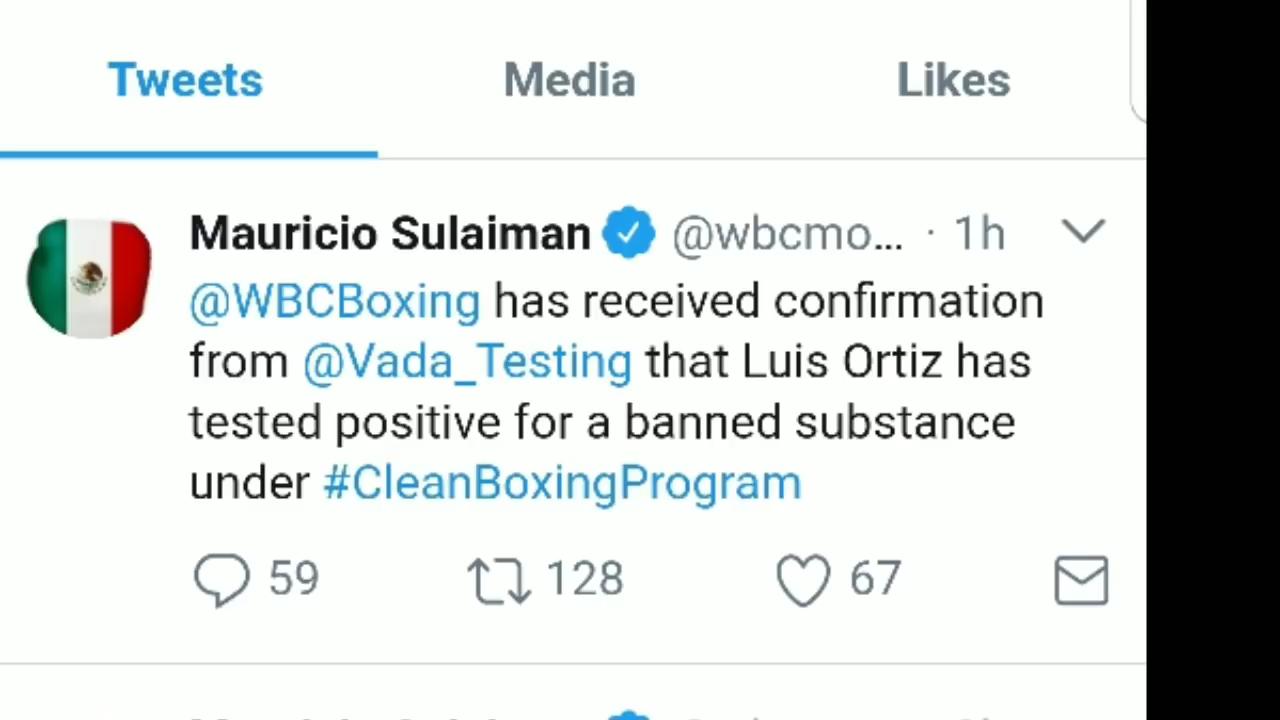 Tweets Media Likes
Mauricio Sulaiman @wbcmo... · 1h
@WBCBoxing has received confirmation
from @Vada_Testing that Luis Ortiz has
tested positive for a banned substance
under #CleanBoxingProgram
59 128 67